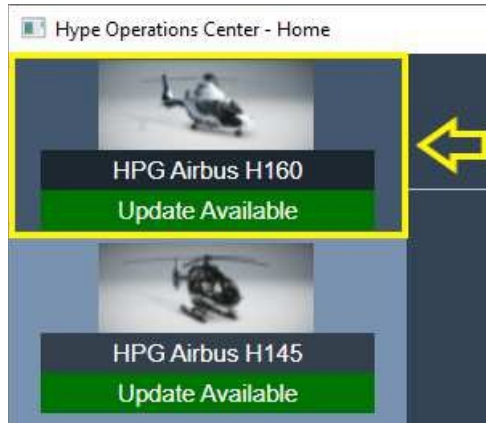 Hype Operations Center - Home
HPG Airbus H160
Update Available
HPG Airbus H145
Update Available